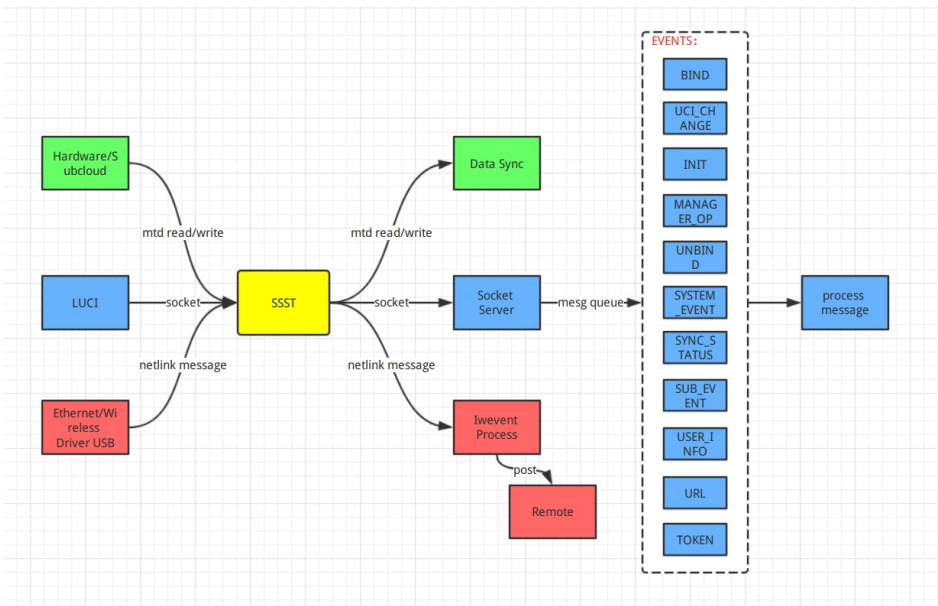 EVENTS:
BIND
UCI_CH
ANGE
INIT
MANAG
ER_OP
UNBIN
D
SYSTEM
_EVENT
SYNC_S
TATUS
SUB_EV
ENT
USER_I
NFO
URL
TOKEN
Hardware/S
ubcloud
mtd read/write
LUCI
socket
Ethernet/Wi
reless
Driver USB
netlink message
SSST
mtd read/write
Data Sync
socket
Socket
Server
mesg queue
netlink message
Iwevent
Process
post
Remote
process
message